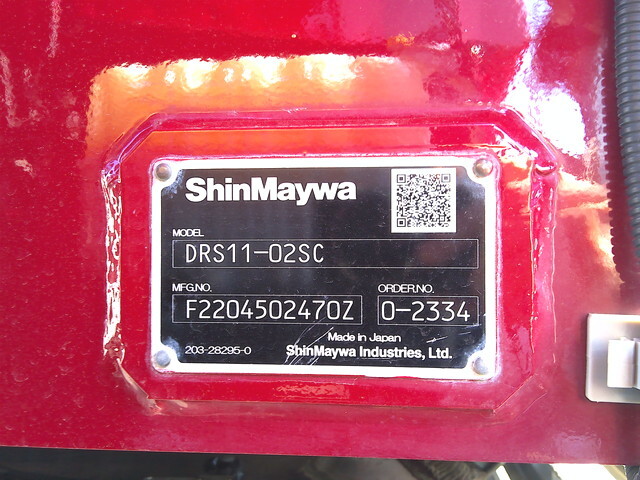 ShinMaywa
MODEL
DRS11-02SC
MFG.NO. ORDER.NO.
F2204502470Z 0-2334
Made in Japan
203-28295-0 ShinMaywa Industries, Ltd.